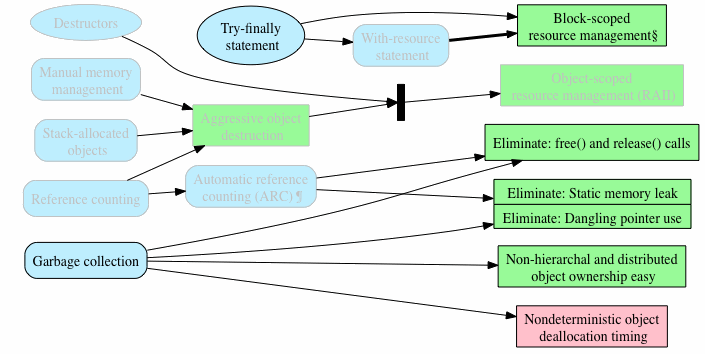 Destructors
Try-finally
statement
Block-scoped
resource management§
With-resource
statement
Manual memory
management
Object-scoped
resource management (RAII)
Aggressive object
destruction
Stack-allocated
objects
Eliminate: free() and release() calls
Automatic reference
counting (ARC) ¶
Reference counting
Eliminate: Static memory leak
Eliminate: Dangling pointer use
Garbage collection
Non-hierarchal and distributed
object ownership easy
Nondeterministic object
deallocation timing